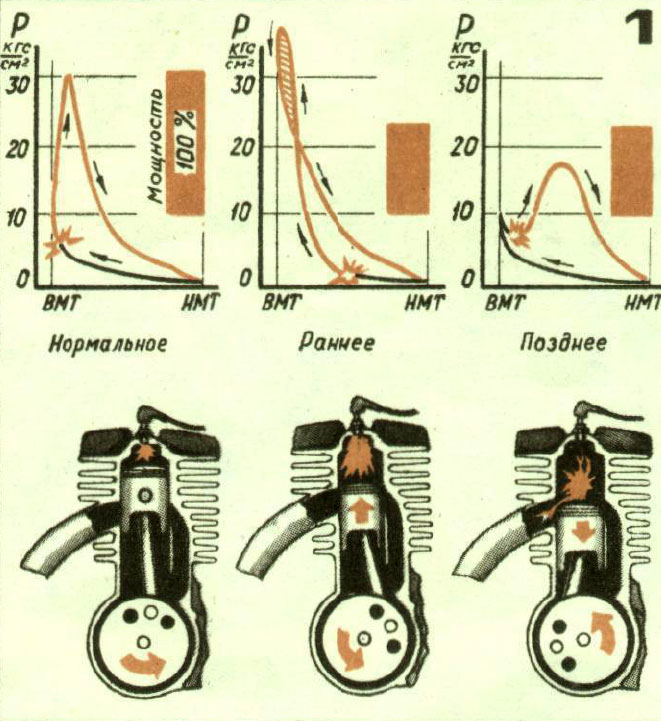 1
P
кгс
см²
30
20
10
0
ВМТ
НМТ
Мощность
100 %
Нормальное
P
кгс
см²
30
20
10
0
ВМТ
НМТ
Раннее
P
кгс
см²
30
20
10
0
ВМТ
НМТ
Позднее